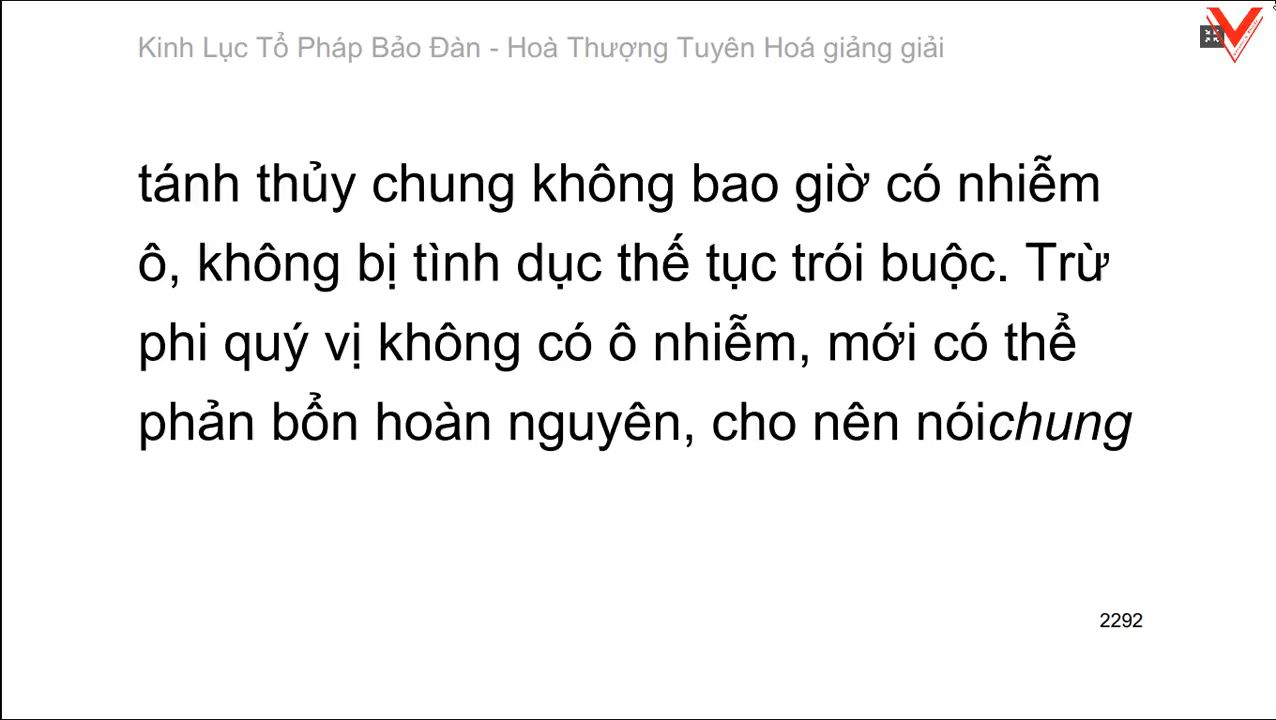 Kinh Lục Tổ Pháp Bảo Đàn - Hoà Thượng Tuyên Hoá giảng giải
tánh thủy chung không bao giờ có nhiễm
ô, không bị tình dục thế tục trói buộc. Trừ
phi quý vị không có ô nhiễm, mới có thể
phản bổn hoàn nguyên, cho nên nóichung
2292